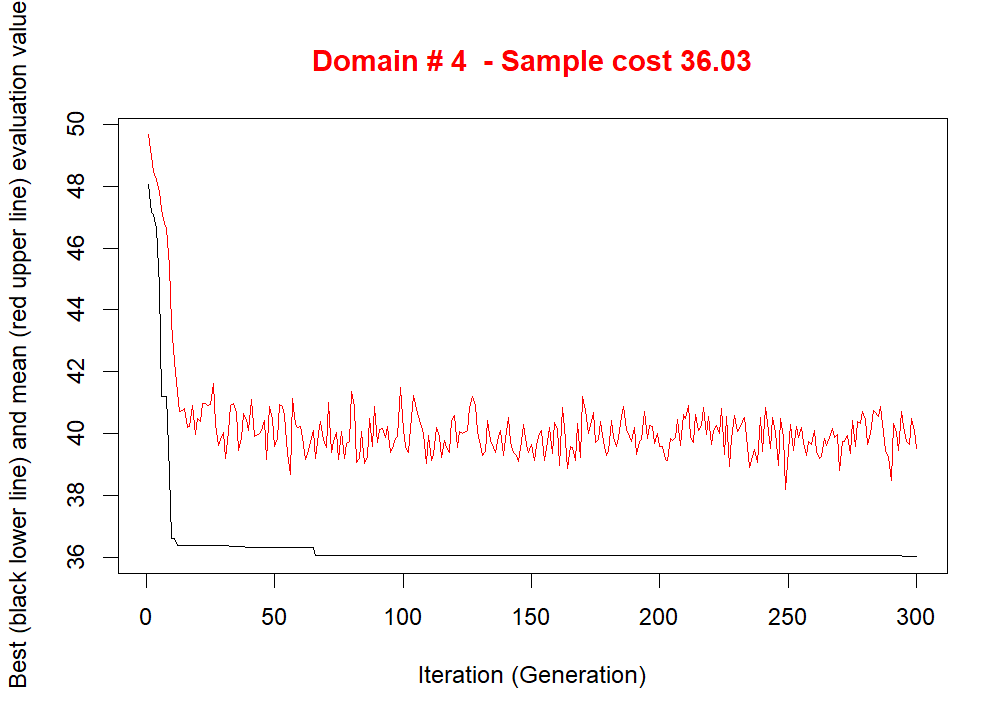 Domain # 4  - Sample cost 36.03
Best (black lower line) and mean (red upper line) evaluation value
50
48
46
44
42
40
38
36
0 50 100 150 200 250 300
Iteration (Generation)